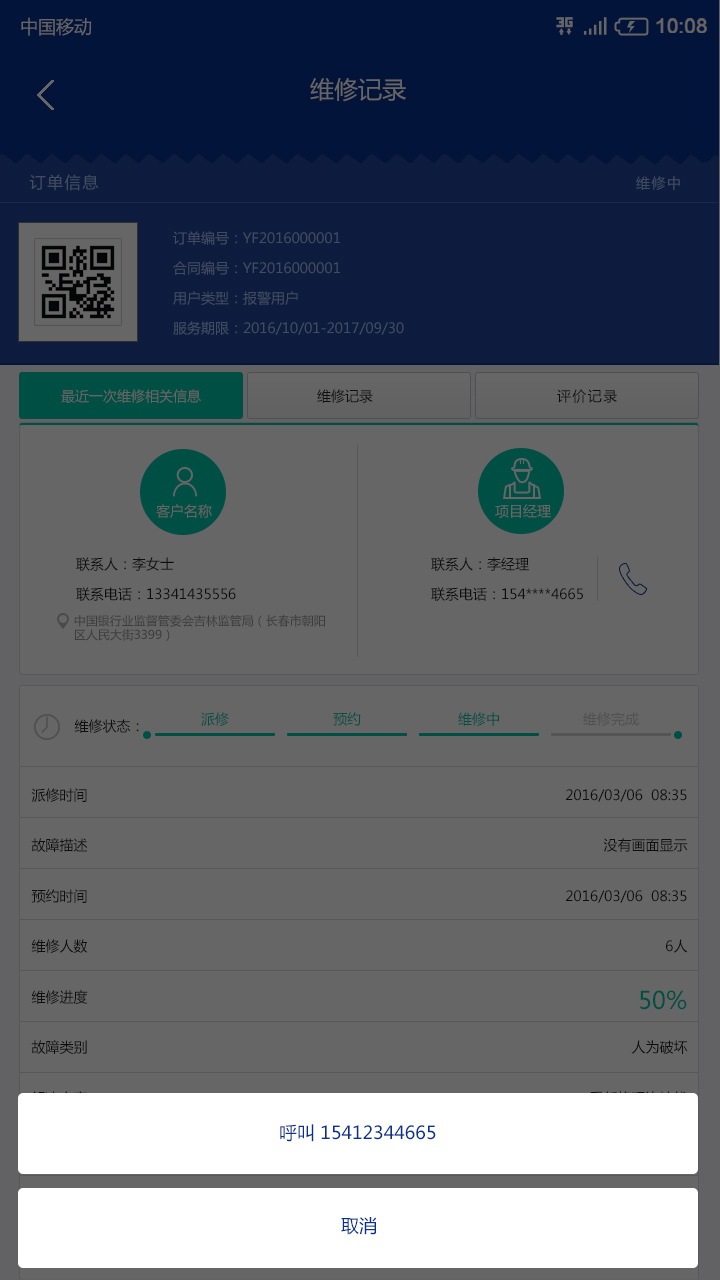 中国移动 3G 10:08
维修记录
订单信息 维修中
订单编号：YF2016000001
合同编号：YF2016000001
用户类型：报警用户
服务期限：2016/10/01-2017/09/30
最近一次维修相关信息 维修记录 评价记录
客户名称 项目经理
联系人：李女士 联系人：李经理
联系电话：13341435556 联系电话：154****4665
中国银行业监督管委会吉林监管局（长春市朝阳
区人民大街3399）
维修状态： 派修 预约 维修中 维修完成
派修时间 2016/03/06 08:35
故障描述 没有画面显示
预约时间 2016/03/06 08:35
维修人数 6人
维修进度 50%
故障类别 人为破坏
呼叫 15412344665
取消